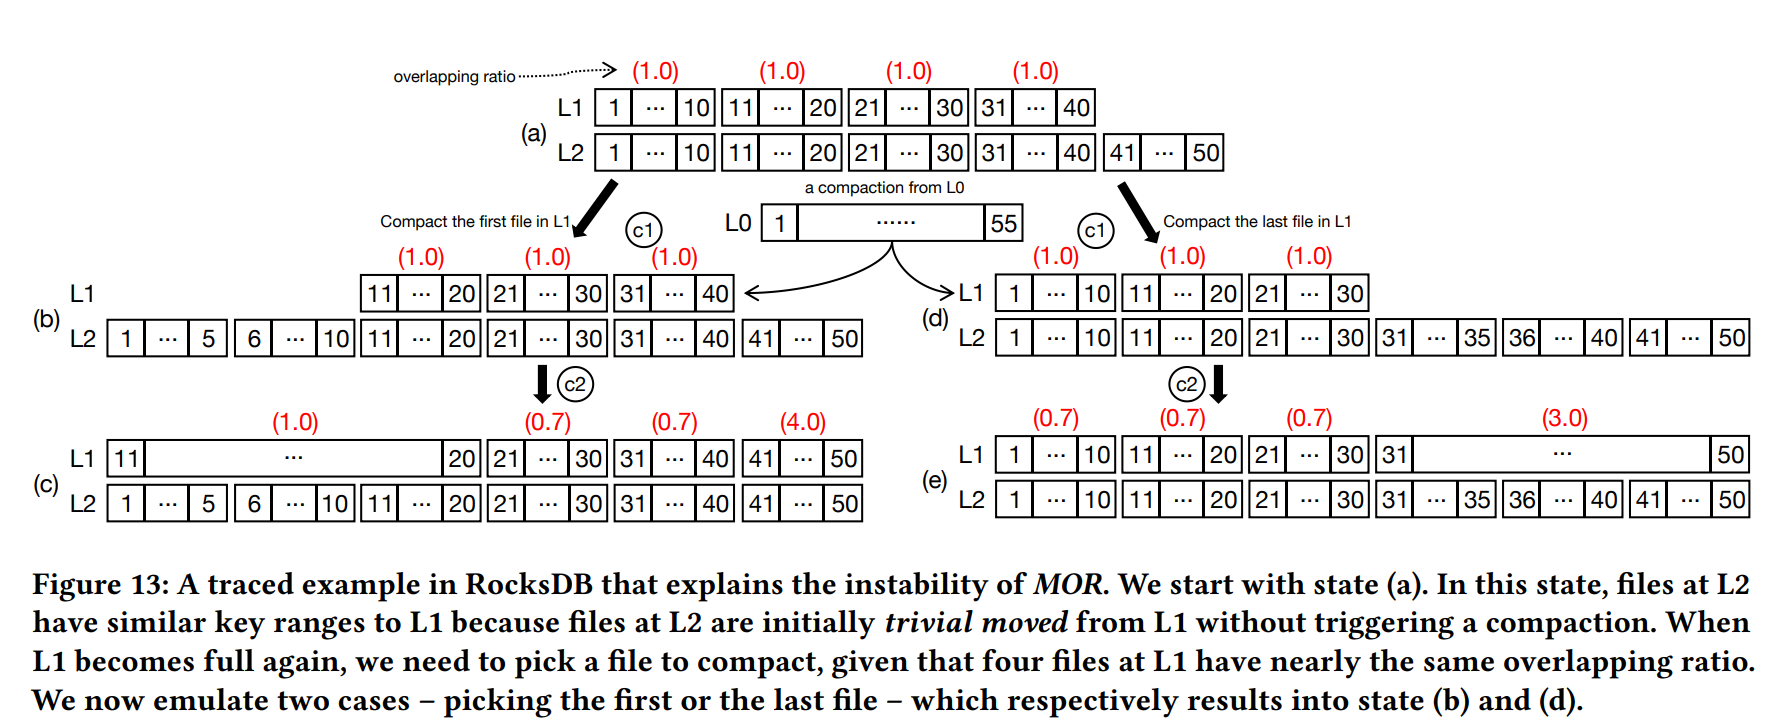 overlapping ratio (1.0) (1.0) (1.0) (1.0)
L1 1 ··· 10 11 ··· 20 21 ··· 30 31 ··· 40
(a)
L2 1 ··· 10 11 ··· 20 21 ··· 30 31 ··· 40 41 ··· 50
a compaction from L0
Compact the first file in L1 c1 L0 1 ······ 55 c1 Compact the last file in L1
(1.0) (1.0) (1.0) (1.0) (1.0) (1.0)
L1 11 ··· 20 21 ··· 30 31 ··· 40 L1 1 ··· 10 11 ··· 20 21 ··· 30
(b) (d)
L2 1 ··· 5 6 ··· 10 11 ··· 20 21 ··· 30 31 ··· 40 41 ··· 50 L2 1 ··· 10 11 ··· 20 21 ··· 30 31 ··· 35 36 ··· 40 41 ··· 50
c2 c2
(1.0) (0.7) (0.7) (4.0) (0.7) (0.7) (0.7) (3.0)
L1 11 ··· 20 21 ··· 30 31 ··· 40 41 ··· 50 L1 1 ··· 10 11 ··· 20 21 ··· 30 31 ··· 50
(c) (e)
L2 1 ··· 5 6 ··· 10 11 ··· 20 21 ··· 30 31 ··· 40 41 ··· 50 L2 1 ··· 10 11 ··· 20 21 ··· 30 31 ··· 35 36 ··· 40 41 ··· 50
Figure 13: A traced example in RocksDB that explains the instability of MOR. We start with state (a). In this state, files at L2
have similar key ranges to L1 because files at L2 are initially trivial moved from L1 without triggering a compaction. When
L1 becomes full again, we need to pick a file to compact, given that four files at L1 have nearly the same overlapping ratio.
We now emulate two cases – picking the first or the last file – which respectively results into state (b) and (d).